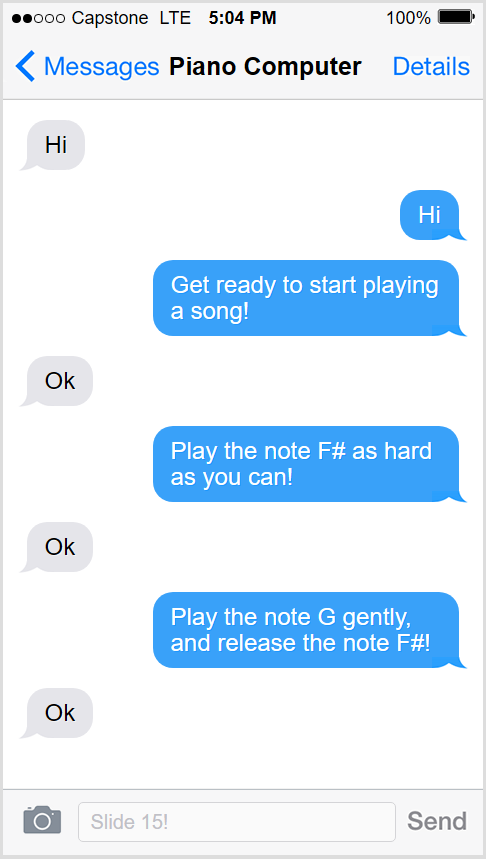 Capstone LTE 5:04 PM 100%
Messages Piano Computer Details
Hi
Hi
Get ready to start playing
a song!
Ok
Play the note F# as hard
as you can!
Ok
Play the note G gently,
and release the note F#!
Ok
Slide 15! Send